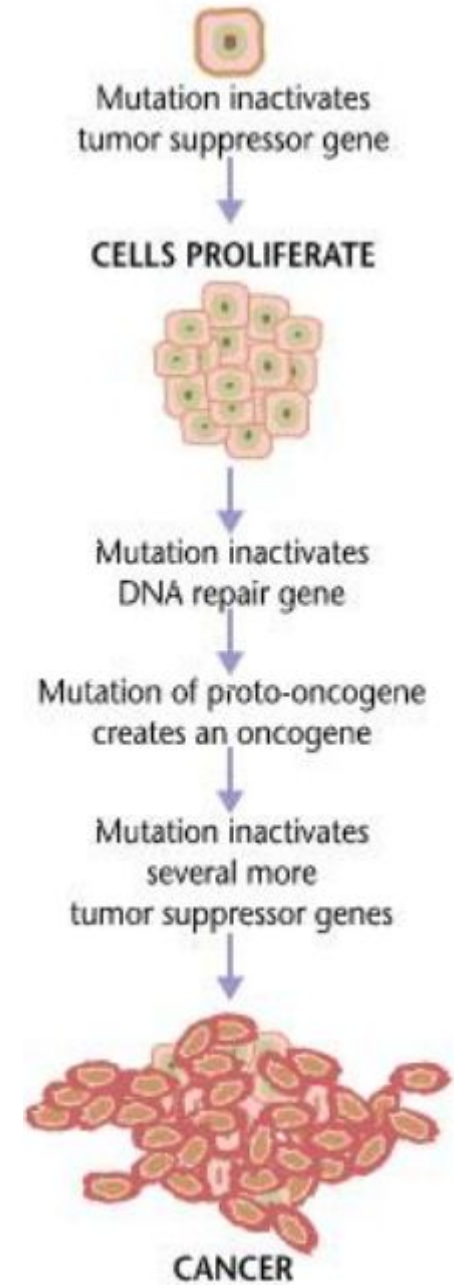 Mutation inactivates
tumor suppressor gene
CELLS PROLIFERATE
Mutation inactivates
DNA repair gene
Mutation of proto-oncogene
creates an oncogene
Mutation inactivates
several more
tumor suppressor genes
CANCER